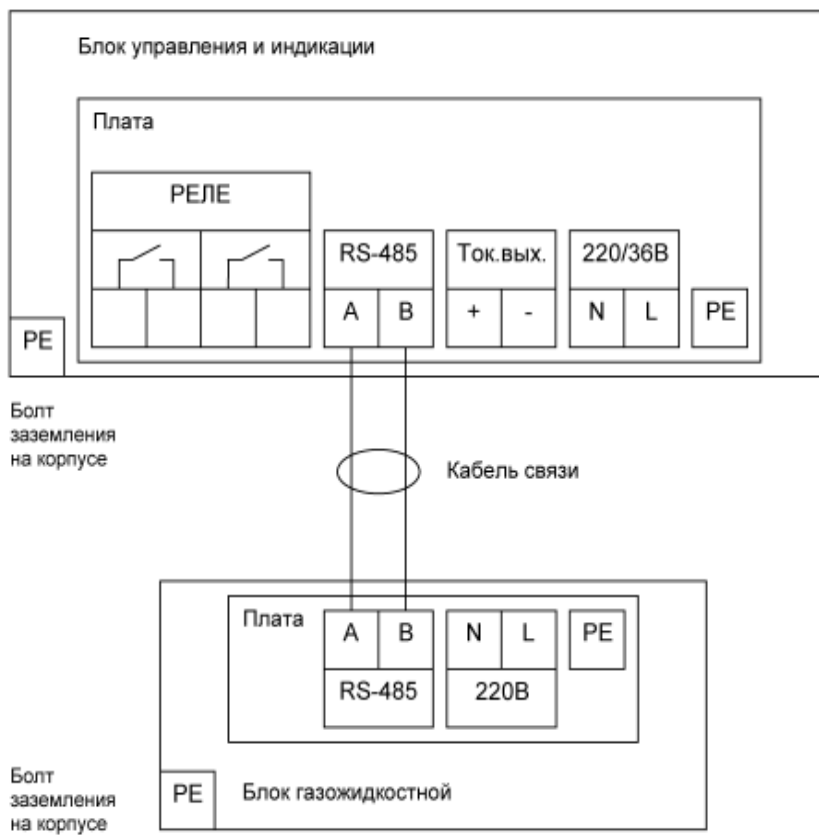 Блок управления и индикации
Плата
РЕЛЕ
RS-485
Ток.вых.
220/36В
A
B
+
-
N
L
PE
PE
Болт
заземления
на корпусе
Кабель связи
Плата
A
B
N
L
PE
RS-485
220В
PE
Блок газожидкостной
Болт
заземления
на корпусе